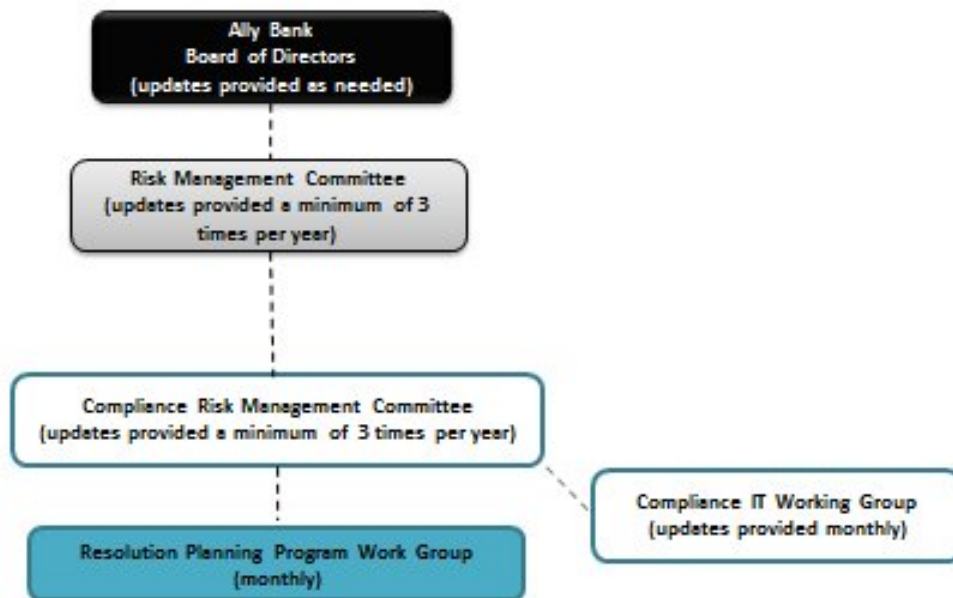 Ally Bank
Board of Directors
(updates provided as needed)
Risk Management Committee
(updates provided a minimum of 3
times per year)
Compliance Risk Management Committee
(updates provided a minimum of 3 times per year)
Compliance IT Working Group
(updates provided monthly)
Resolution Planning Program Work Group
(monthly)